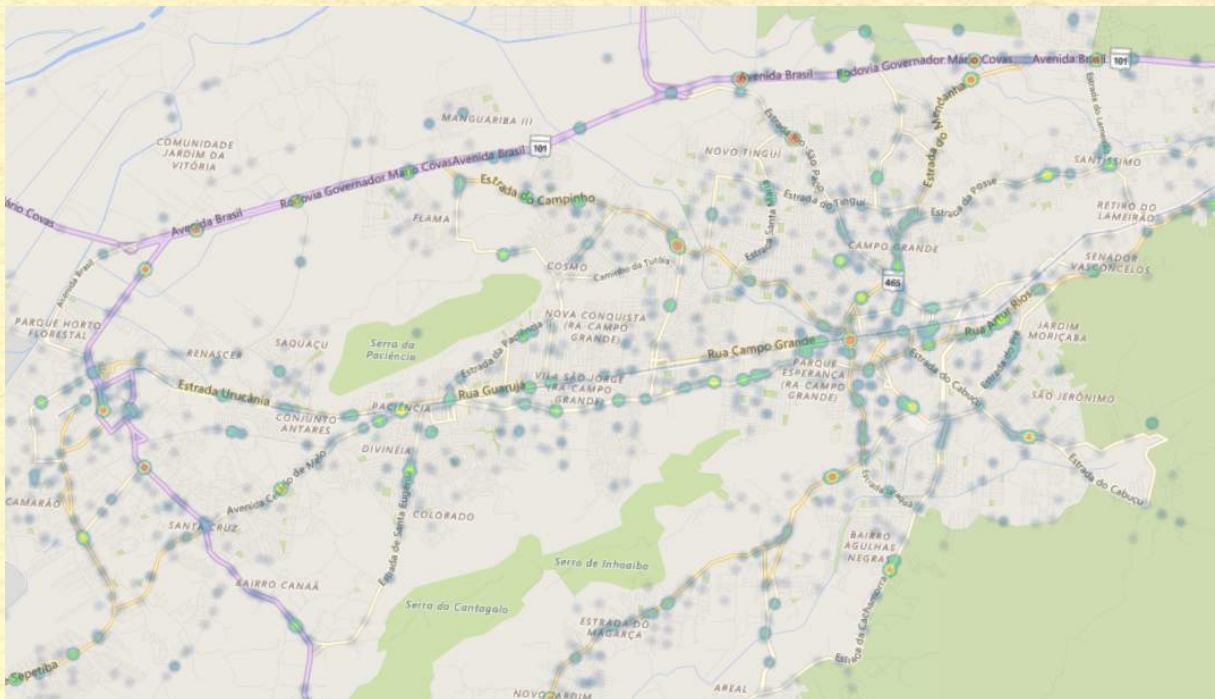 Avenida Brasil
Rodovia Governador Mário Covas
Avenida Brasil
101
MANGUARIBA III
COMUNIDADE
JARDIM DA
VITÓRIA
101
Rodovia Governador Mário Covas
Avenida Brasil
NOVO TINGUÍ
Estrada do Mendanha
Estrada do Lameirão
SANTÍSSIMO
Estrada do Campinho
Estrada Rio-São Paulo
Estrada da Posse
Mário Covas
Avenida Brasil
FLAMA
Estrada do Tingui
Estrada Santa Maria
RETIRO DO
LAMEIRÃO
CAMPO GRANDE
COSMO
Caminho da Tutóia
SENADOR
VASCONCELOS
Avenida Brasil
465
PARQUE HORTO
FLORESTAL
NOVA CONQUISTA
(RA CAMPO
GRANDE)
Rua Artur Rios
JARDIM
MORIÇABA
RENASCER
SAQUAÇU
Serra da
Paciência
Estrada da Paciência
Rua Campo Grande
PARQUE
ESPERANÇA
(RA CAMPO
GRANDE)
Estrada do Pré
Estrada Urucânia
Rua Guarujá
VILA SÃO JORGE
(RA CAMPO
GRANDE)
Estrada do Cabuçu
SÃO JERÔNIMO
CONJUNTO
ANTARES
PACIÊNCIA
DIVINÉIA
Estrada do Cabuçu
Avenida Cesário de Melo
CAMARÃO
COLORADO
SANTA CRUZ
Estrada de Santa Eugênia
BAIRRO
AGULHAS
NEGRAS
BAIRRO CANAÃ
Serra de Inhoaíba
Serra da Cantagalo
ESTRADA DO
MAGARÇA
Estrada da Cachamorra
Sepetiba
NOVO JARDIM
AREAL